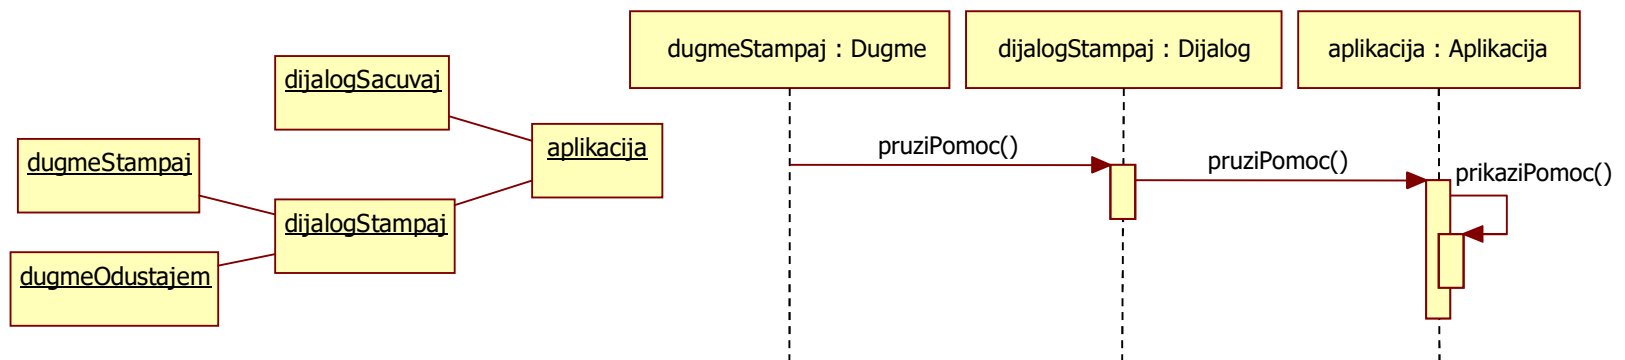 dijalogSacuvaj
dugmeStampaj
aplikacija
dijalogStampaj
dugmeOdustajem
dugmeStampaj : Dugme
dijalogStampaj : Dijalog
aplikacija : Aplikacija
pruziPomoc()
pruziPomoc()
prikaziPomoc()